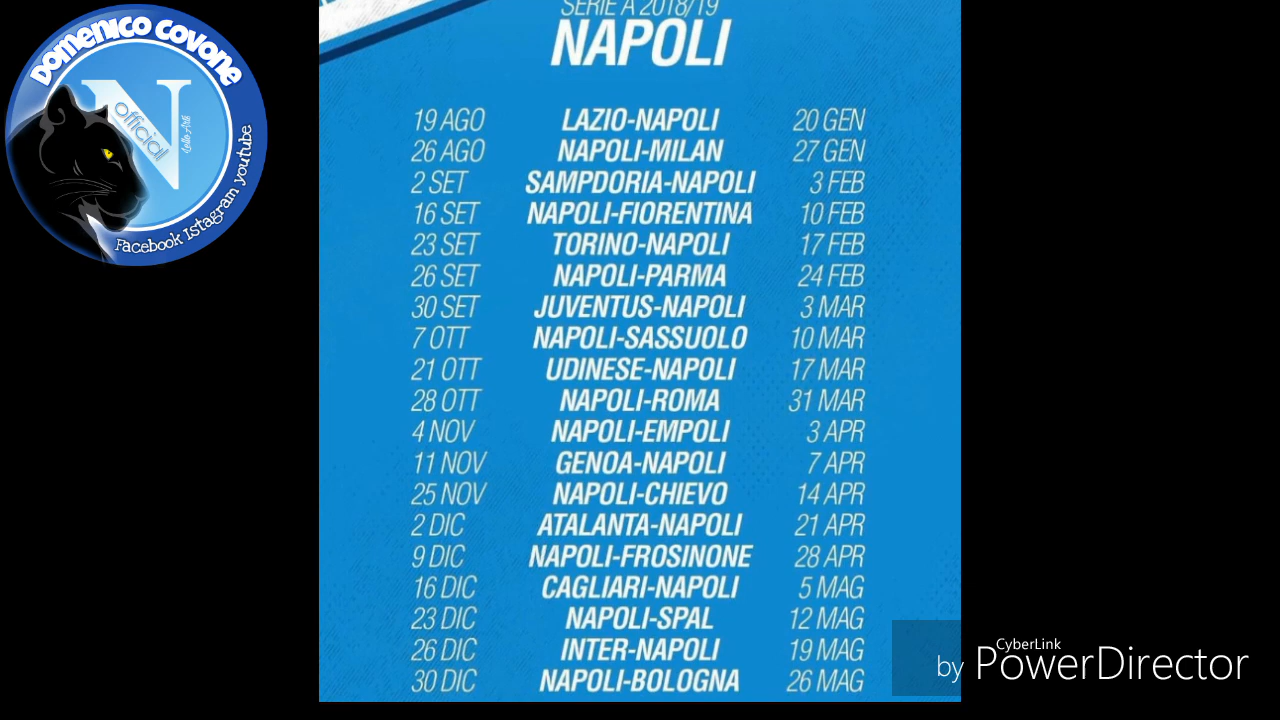 DOMENICO COVONE
N
official
Lello Arti
Facebook Istagram youtube
SERIE A 2018/19
NAPOLI
19 AGO LAZIO-NAPOLI 20 GEN
26 AGO NAPOLI-MILAN 27 GEN
2 SET SAMPDORIA-NAPOLI 3 FEB
16 SET NAPOLI-FIORENTINA 10 FEB
23 SET TORINO-NAPOLI 17 FEB
26 SET NAPOLI-PARMA 24 FEB
30 SET JUVENTUS-NAPOLI 3 MAR
7 OTT NAPOLI-SASSUOLO 10 MAR
21 OTT UDINESE-NAPOLI 17 MAR
28 OTT NAPOLI-ROMA 31 MAR
4 NOV NAPOLI-EMPOLI 3 APR
11 NOV GENOA-NAPOLI 7 APR
25 NOV NAPOLI-CHIEVO 14 APR
2 DIC ATALANTA-NAPOLI 21 APR
9 DIC NAPOLI-FROSINONE 28 APR
16 DIC CAGLIARI-NAPOLI 5 MAG
23 DIC NAPOLI-SPAL 12 MAG
26 DIC INTER-NAPOLI 19 MAG
30 DIC NAPOLI-BOLOGNA 26 MAG
CyberLink
by PowerDirector